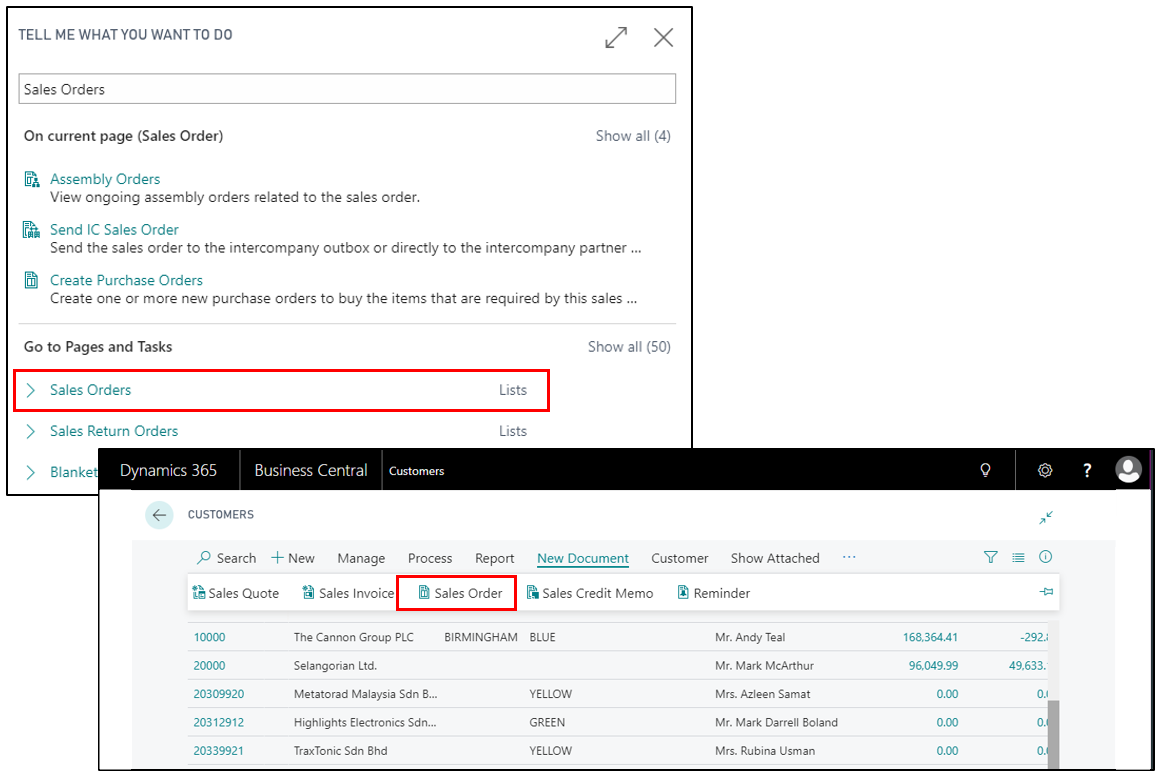 TELL ME WHAT YOU WANT TO DO
Sales Orders
On current page (Sales Order) Show all (4)
Assembly Orders
View ongoing assembly orders related to the sales order.
Send IC Sales Order
Send the sales order to the intercompany outbox or directly to the intercompany partner ...
Create Purchase Orders
Create one or more new purchase orders to buy the items that are required by this sales ...
Go to Pages and Tasks Show all (50)
Sales Orders Lists
Sales Return Orders Lists
Blanket
Dynamics 365 Business Central Customers ?
CUSTOMERS
Search + New Manage Process Report New Document Customer Show Attached ...
Sales Quote Sales Invoice Sales Order Sales Credit Memo Reminder
10000 The Cannon Group PLC BIRMINGHAM BLUE Mr. Andy Teal 168,364.41 -292.
20000 Selangorian Ltd. Mr. Mark McArthur 96,049.99 49,633.
20309920 Metatorad Malaysia Sdn B... YELLOW Mrs. Azleen Samat 0.00 0.
20312912 Highlights Electronics Sdn... GREEN Mr. Mark Darrell Boland 0.00 0.
20339921 TraxTonic Sdn Bhd YELLOW Mrs. Rubina Usman 0.00 0.